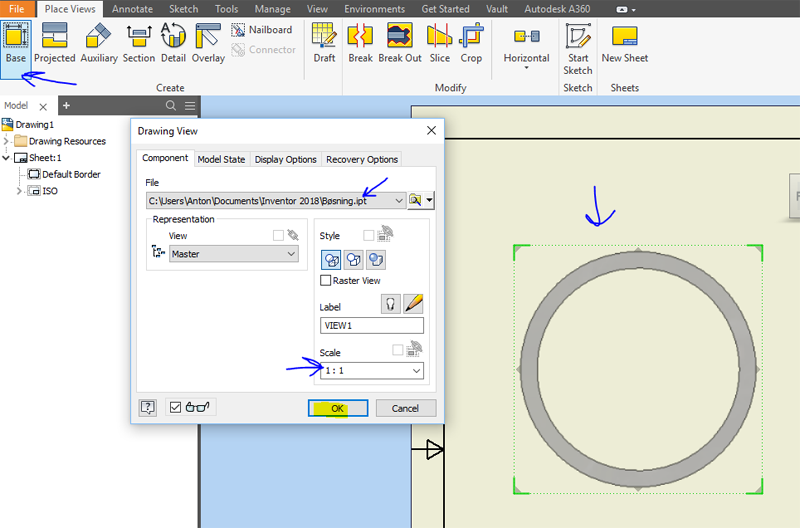 File Place Views Annotate Sketch Tools Manage View Environments Get Started Vault Autodesk A360
Base Projected Auxiliary Section Detail Overlay
Nailboard
Connector
Draft Break Break Out Slice Crop Horizontal Start Sketch New Sheet
Create Modify Sketch Sheets
Model
Drawing1
Drawing Resources
Sheet:1
Default Border
ISO
Drawing View
Component Model State Display Options Recovery Options
File
C:\Users\Anton\Documents\Inventor 2018\Bøsning.ipt
Representation
View
Master
Style
Raster View
Label
VIEW1
Scale
1 : 1
OK Cancel